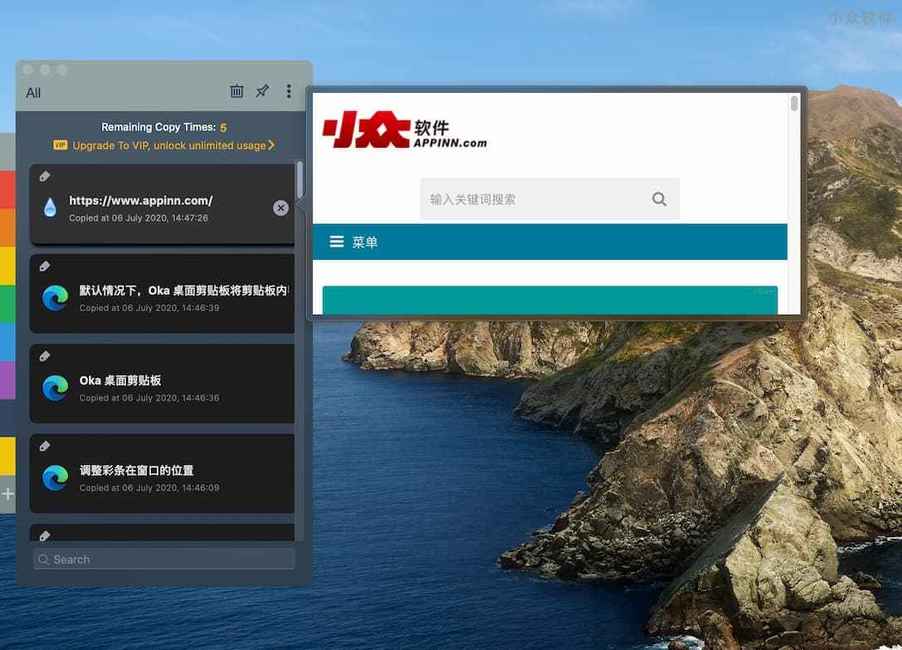 小众软件
All
Remaining Copy Times: 5
VIP Upgrade To VIP, unlock unlimited usage
https://www.appinn.com/
Copied at 06 July 2020, 14:47:26
默认情况下，Oka 桌面剪贴板将剪贴板内
Copied at 06 July 2020, 14:46:39
Oka 桌面剪贴板
Copied at 06 July 2020, 14:46:36
调整彩条在窗口的位置
Copied at 06 July 2020, 14:46:09
Search
小众软件
APPINN.com
输入关键词搜索
菜单